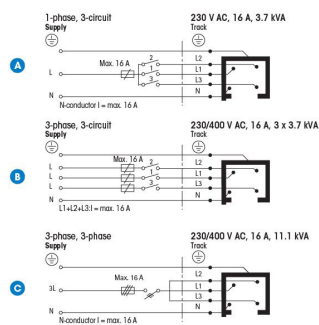 1-phase, 3-circuit
Supply
230 V AC, 16 A, 3.7 kVA
Track
A
Max. 16 A
2
1
3
L
N
L2
L1
L3
N
N-conductor I = max. 16 A
3-phase, 3-circuit
Supply
230/400 V AC, 16 A, 3 x 3.7 kVA
Track
B
Max. 16 A
2
1
3
L
L
L
N
L2
L1
L3
N
L1+L2+L3:I = max. 16 A
3-phase, 3-phase
Supply
230/400 V AC, 16 A, 11.1 kVA
Track
C
Max. 16 A
3L
N
L2
L1
L3
N
N-conductor I = max. 16 A